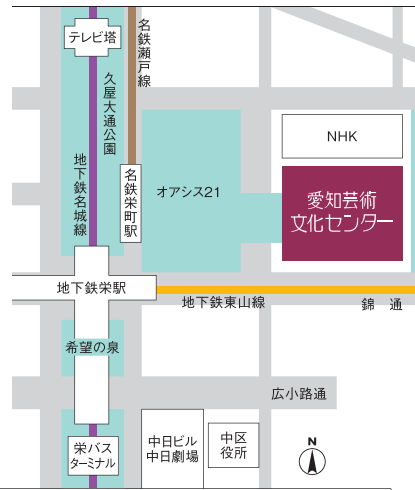 テレビ塔
名鉄瀬戸線
久屋大通公園
NHK
地下鉄名城線
名鉄栄町駅
オアシス21
愛知芸術
文化センター
地下鉄栄駅
地下鉄東山線
錦通
希望の泉
広小路通
栄バス
ターミナル
中日ビル
中日劇場
中区
役所
N